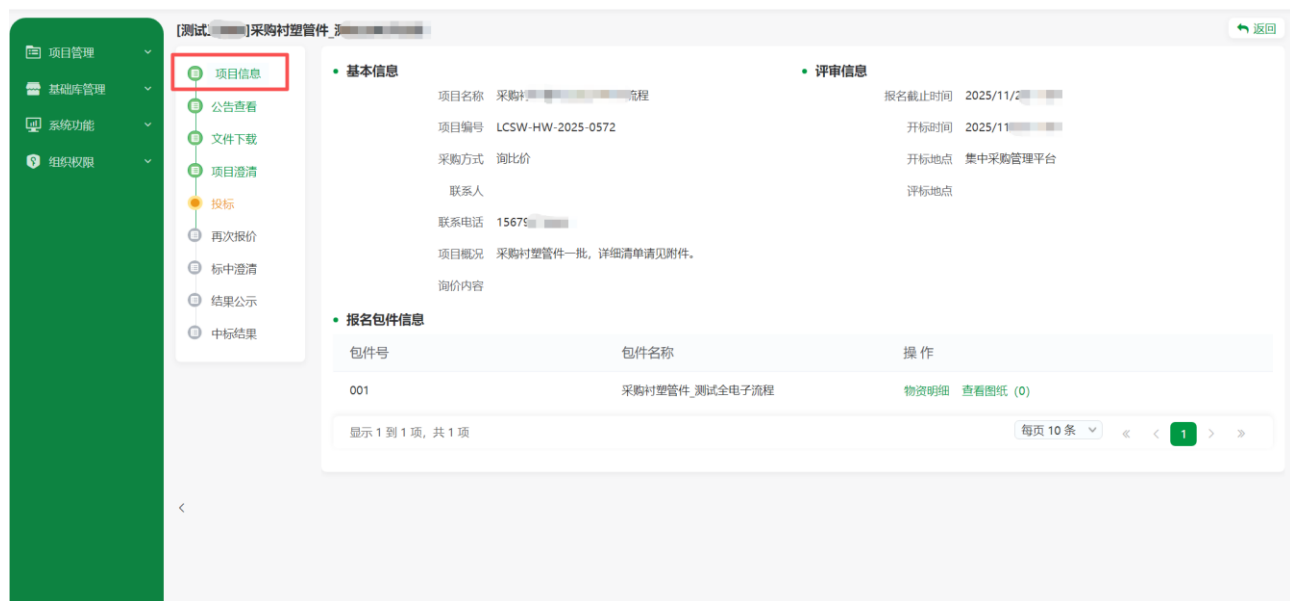 [测试 ]采购衬塑管件_
返回
项目管理
基础库管理
系统功能
组织权限
项目信息
公告查看
文件下载
项目澄清
投标
再次报价
标中澄清
结果公示
中标结果
基本信息
项目名称 采购 流程
项目编号 LCSW-HW-2025-0572
采购方式 询比价
联系人
联系电话 15679
项目概况 采购衬塑管件一批，详细清单请见附件。
询价内容
评审信息
报名截止时间 2025/11/2
开标时间 2025/11
开标地点 集中采购管理平台
评标地点
报名包件信息
包件号 包件名称 操作
001 采购衬塑管件_测试全电子流程 物资明细 查看图纸 (0)
显示 1 到 1 项，共 1 项 每页 10 条 « < 1 > »